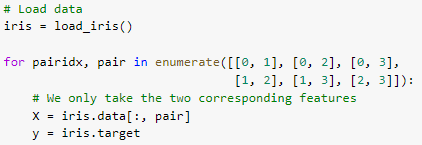 # Load data
iris = load_iris()
for pairidx, pair in enumerate([[0, 1], [0, 2], [0, 3],
                                [1, 2], [1, 3], [2, 3]]):
    # We only take the two corresponding features
    X = iris.data[:, pair]
    y = iris.target